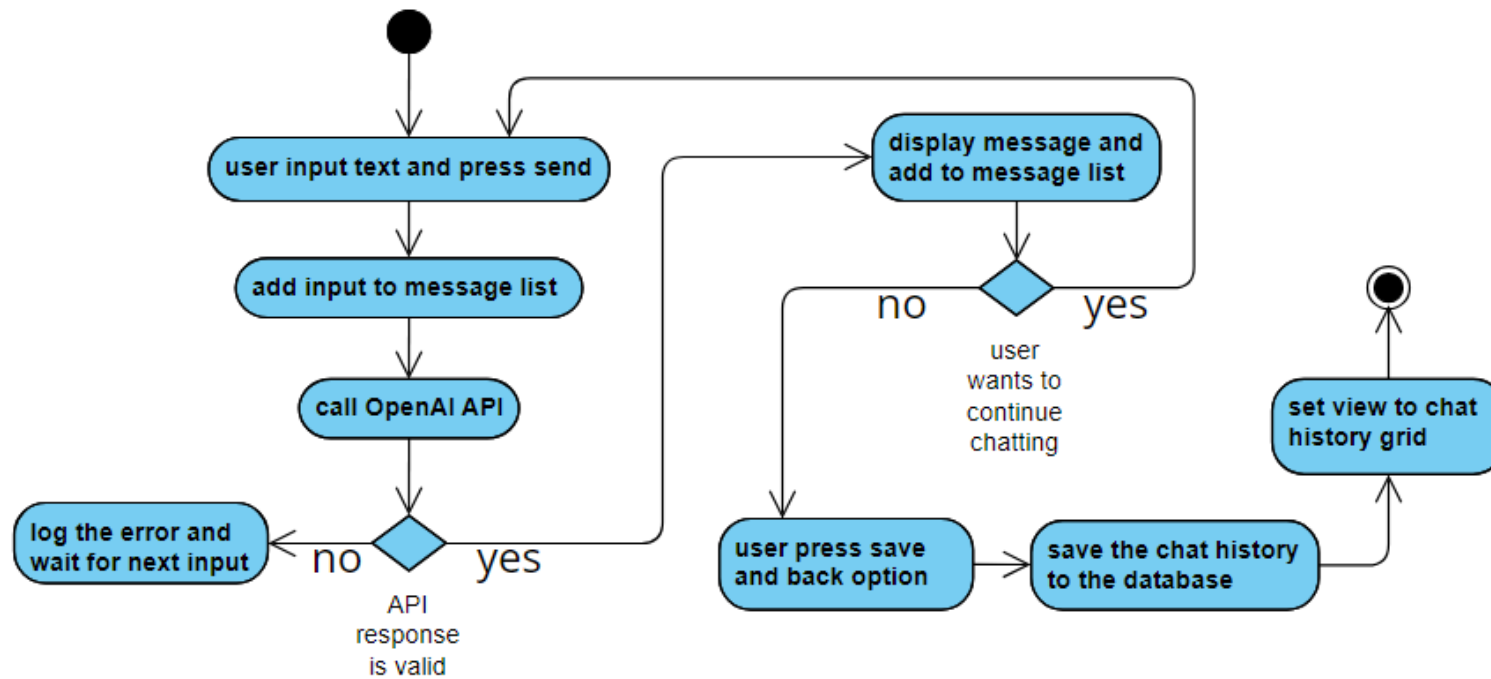 user input text and press send
add input to message list
call OpenAI API
log the error and
wait for next input
no
yes
API
response
is valid
display message and
add to message list
no
yes
user
wants to
continue
chatting
user press save
and back option
save the chat history
to the database
set view to chat
history grid